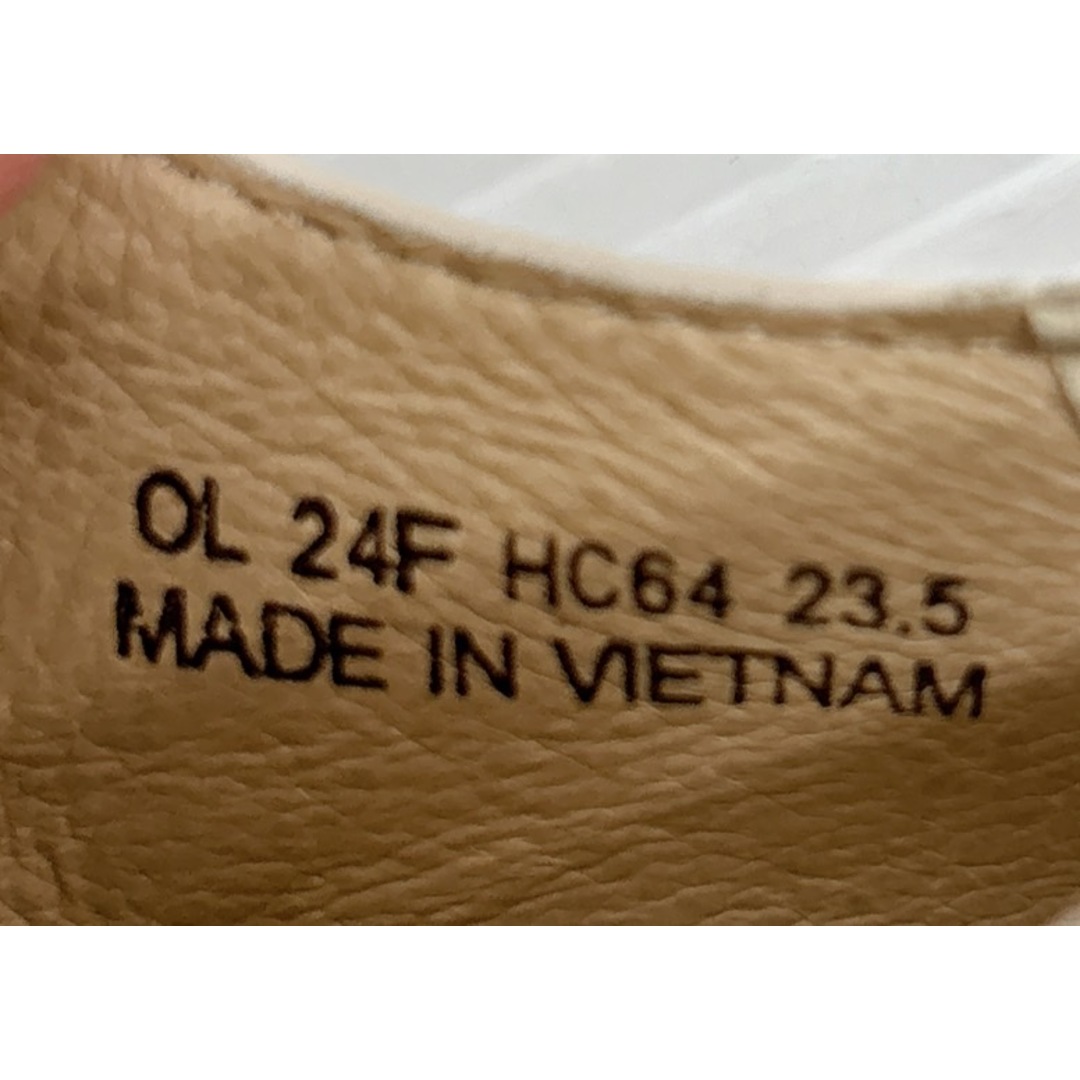 OL 24F HC64 23.5
MADE IN VIETNAM